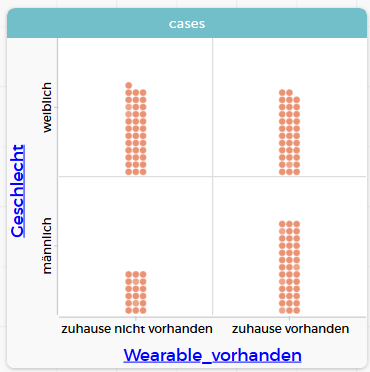 cases
weiblich
Geschlecht
männlich
zuhause nicht vorhanden
zuhause vorhanden
Wearable_vorhanden